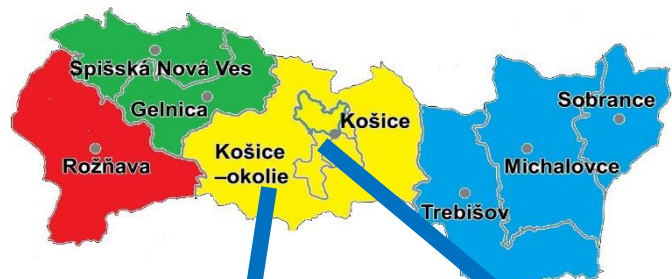 Spišská Nová Ves
Gelnica
Rožňava
Košice
–okolie
Košice
Sobrance
Michalovce
Trebišov